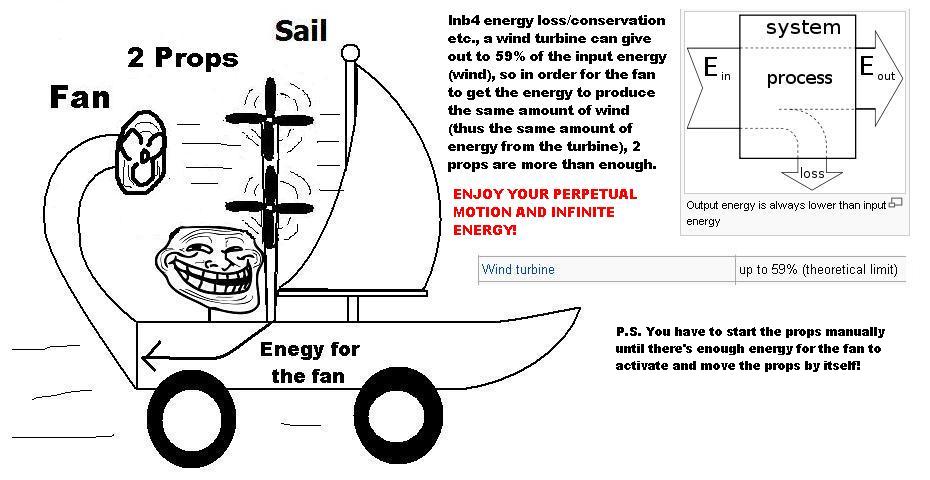 Sail
2 Props
Fan
Enegy for
the fan
Inb4 energy loss/conservation
etc., a wind turbine can give
out to 59% of the input energy
(wind), so in order for the fan
to get the energy to produce
the same amount of wind
(thus the same amount of
energy from the turbine), 2
props are more than enough.
ENJOY YOUR PERPETUAL
MOTION AND INFINITE
ENERGY!
system
E in
process
E out
loss
Output energy is always lower than input
energy
Wind turbine up to 59% (theoretical limit)
P.S. You have to start the props manually
until there's enough energy for the fan to
activate and move the props by itself!